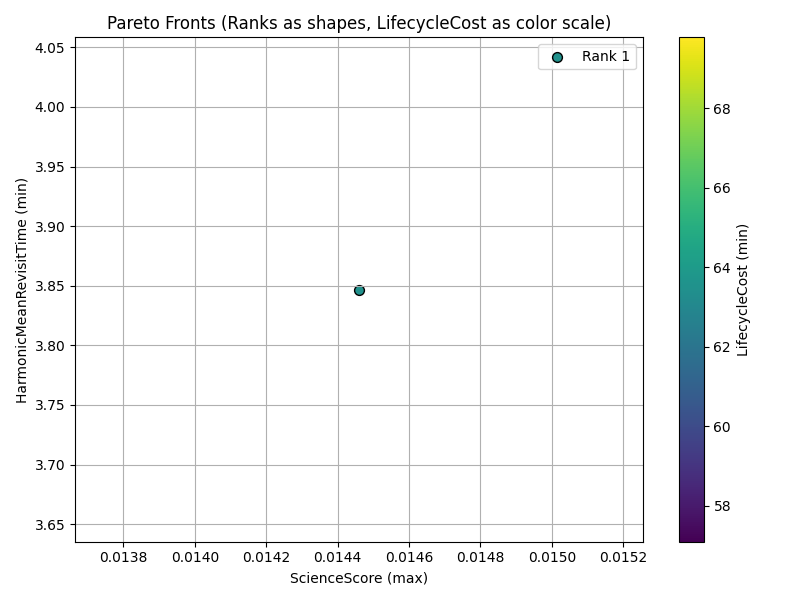 Pareto Fronts (Ranks as shapes, LifecycleCost as color scale)
Rank 1
HarmonicMeanRevisitTime (min)
4.05
4.00
3.95
3.90
3.85
3.80
3.75
3.70
3.65
0.0138 0.0140 0.0142 0.0144 0.0146 0.0148 0.0150 0.0152
ScienceScore (max)
68
66
64
62
60
58
LifecycleCost (min)